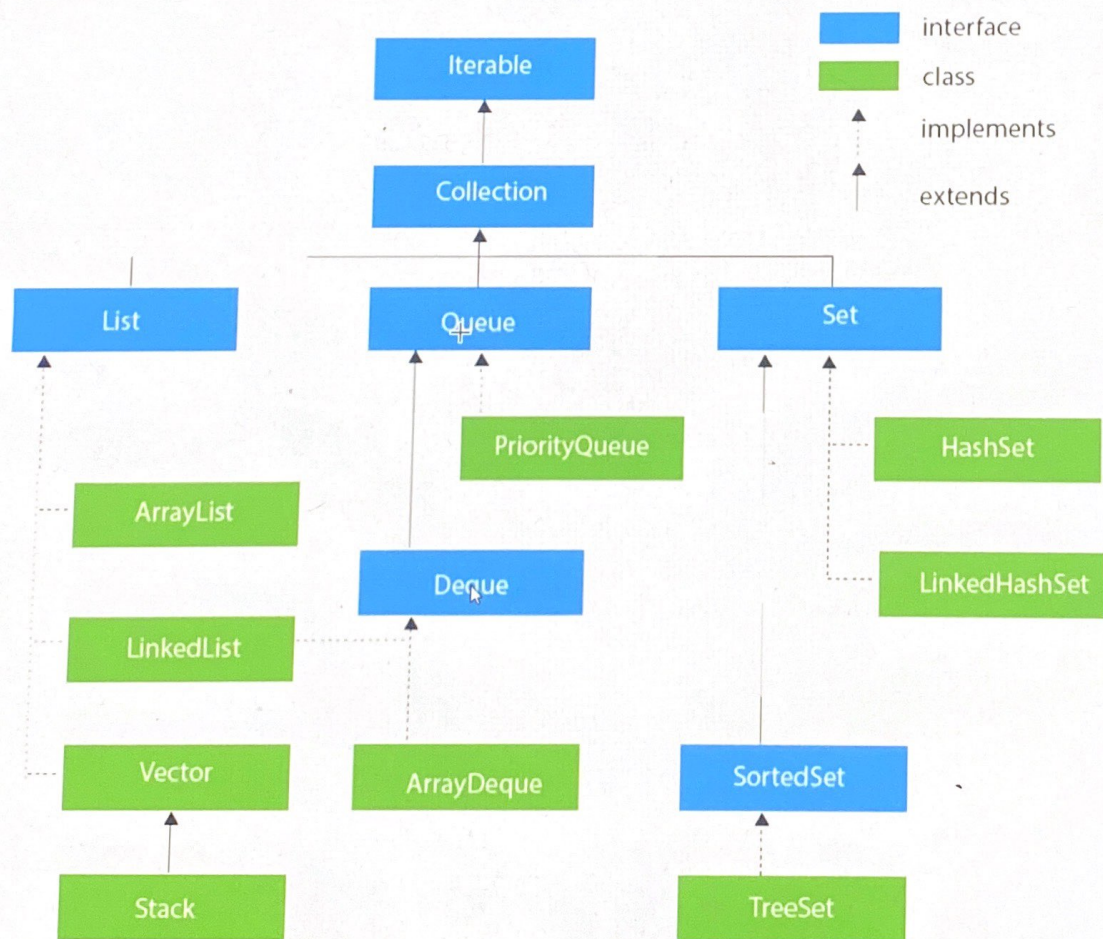 interface
Iterable
class
implements
Collection
extends
List
Queue
Set
PriorityQueue
HashSet
ArrayList
Deque
LinkedHashSet
LinkedList
Vector
ArrayDeque
SortedSet
Stack
TreeSet